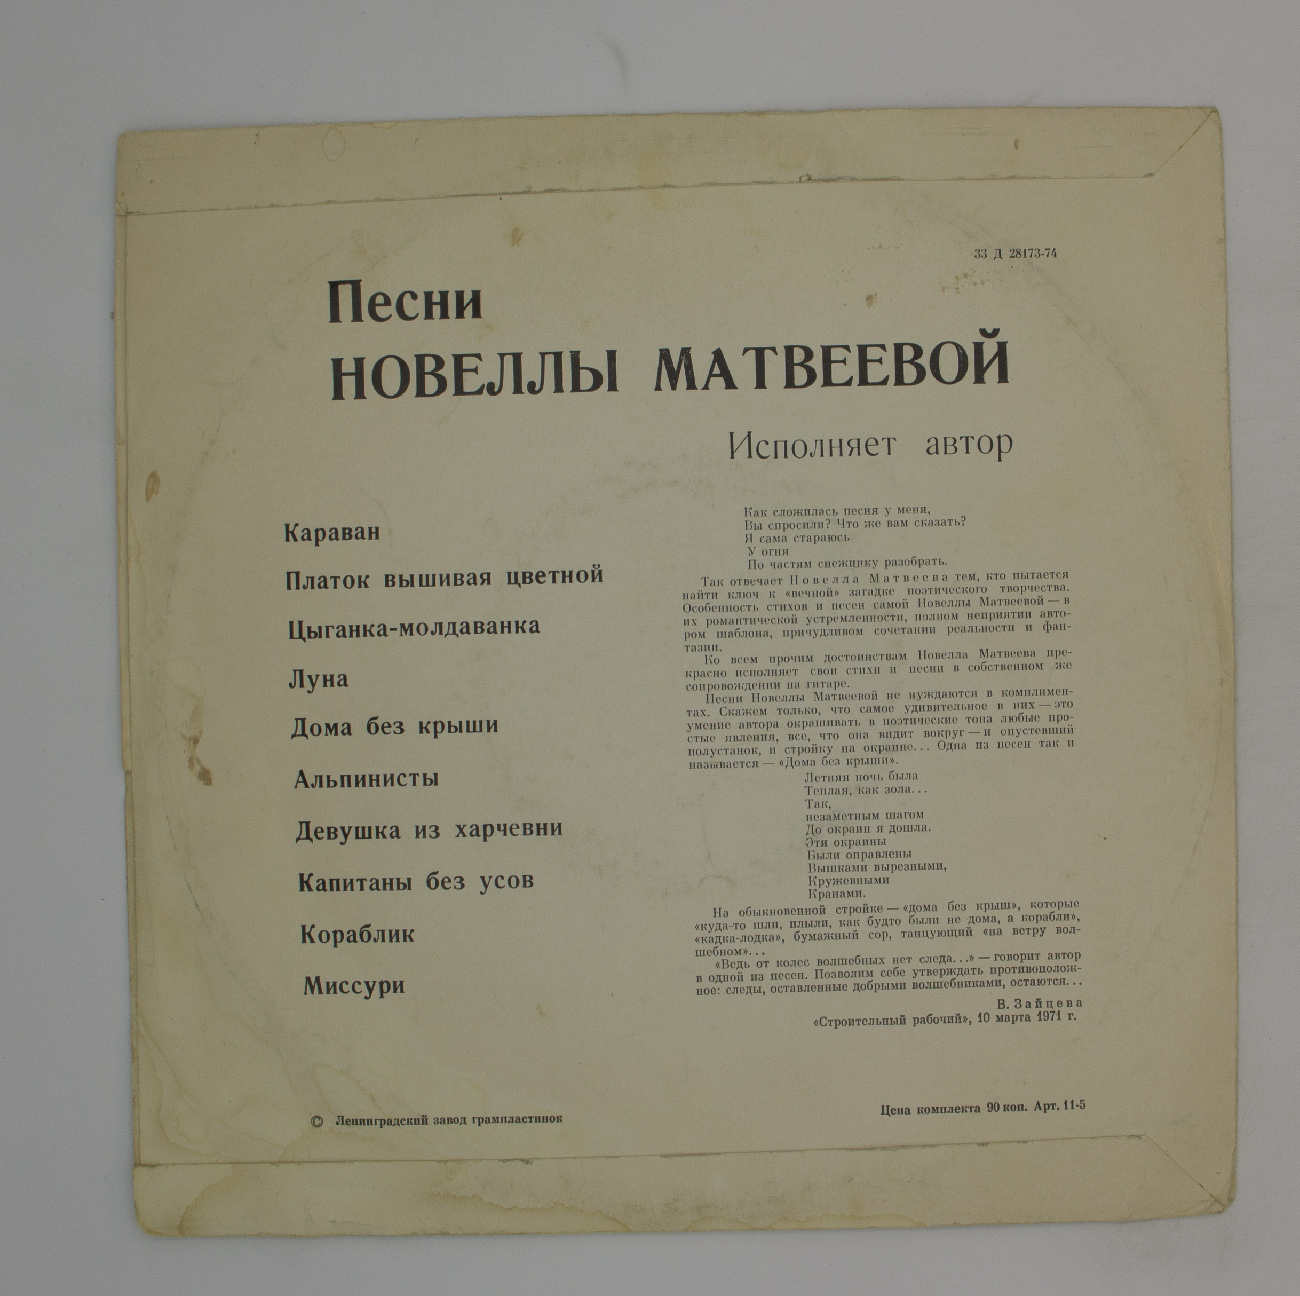 33 Д 28173-74
Песни
НОВЕЛЛЫ МАТВЕЕВОЙ
Исполняет автор
Караван
Платок вышивая цветной
Цыганка-молдаванка
Луна
Дома без крыши
Альпинисты
Девушка из харчевни
Капитаны без усов
Кораблик
Миссури
Как сложилась песня у меня,
Вы спросили? Что же вам сказать?
Я сама стараюсь
У огня
По частям снежинку разобрать.
Так отвечает Новелла Матвеева тем, кто пытается
найти ключ к «вечной» загадке поэтического творчества.
Особенность стихов и песен самой Новеллы Матвеевой — в
их романтической устремленности, полном неприятии авто-
ром шаблона, причудливом сочетании реальности и фан-
тазии.
Ко всем прочим достоинствам Новелла Матвеева пре-
красно исполняет свои стихи и песни в собственном же
сопровождении на гитаре.
Песни Новеллы Матвеевой не нуждаются в комплимен-
тах. Скажем только, что самое удивительное в них — это
умение автора окрашивать в поэтические тона любые про-
стые явления, все, что она видит вокруг — и опустевший
полустанок, и стройку на окраине... Одна из песен так и
называется — «Дома без крыши».
Летняя ночь была
Теплая, как зола...
Так,
незаметным шагом
До окраин я дошла.
Эти окраины
Были оправлены
Вышками вырезными,
Кружевными
Кранами.
На обыкновенной стройке — «дома без крыш», которые
«куда-то шли, плыли, как будто были не дома, а корабли»,
«кадка-лодка», бумажный сор, танцующий «на ветру вол-
шебном»...
«Ведь от колес волшебных нет следа...» — говорит автор
в одной из песен. Позволим себе утверждать противополож-
ное: следы, оставленные добрыми волшебниками, остаются...
В. Зайцева
«Строительный рабочий», 10 марта 1971 г.
© Ленинградский завод грампластинок
Цена комплекта 90 коп. Арт. 11-5